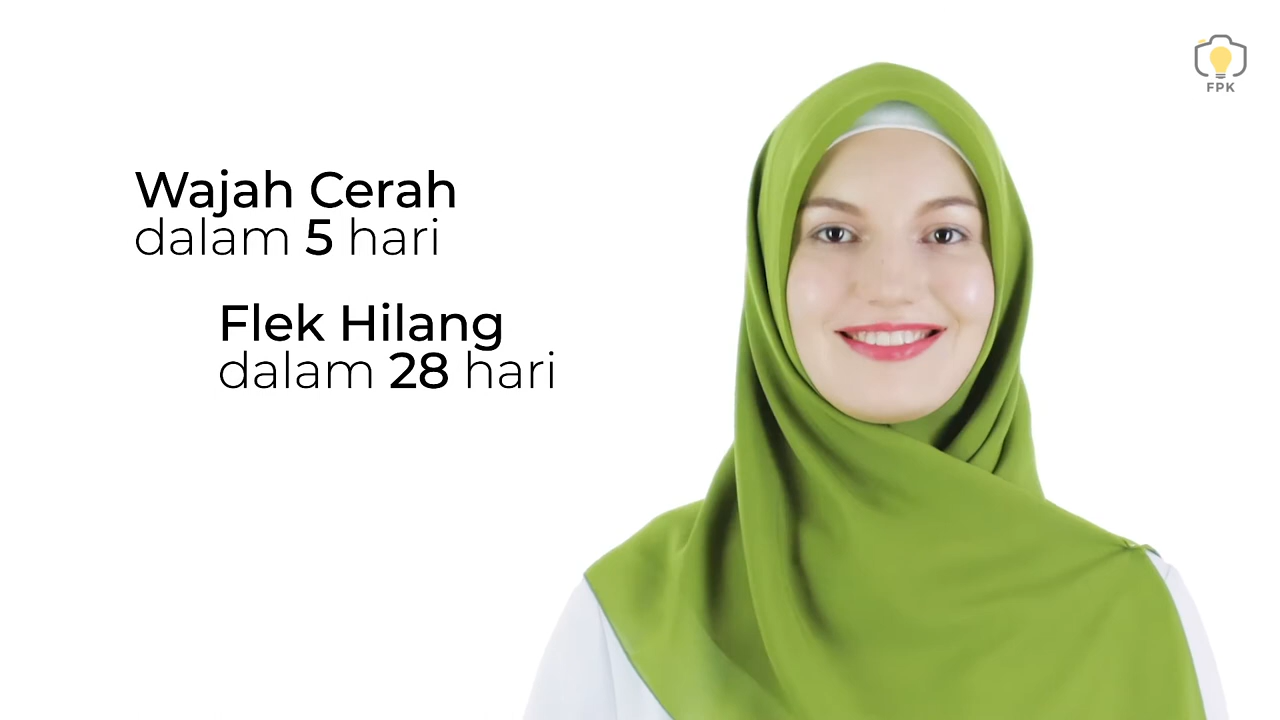 Wajah Cerah
dalam 5 hari
Flek Hilang
dalam 28 hari
FPK